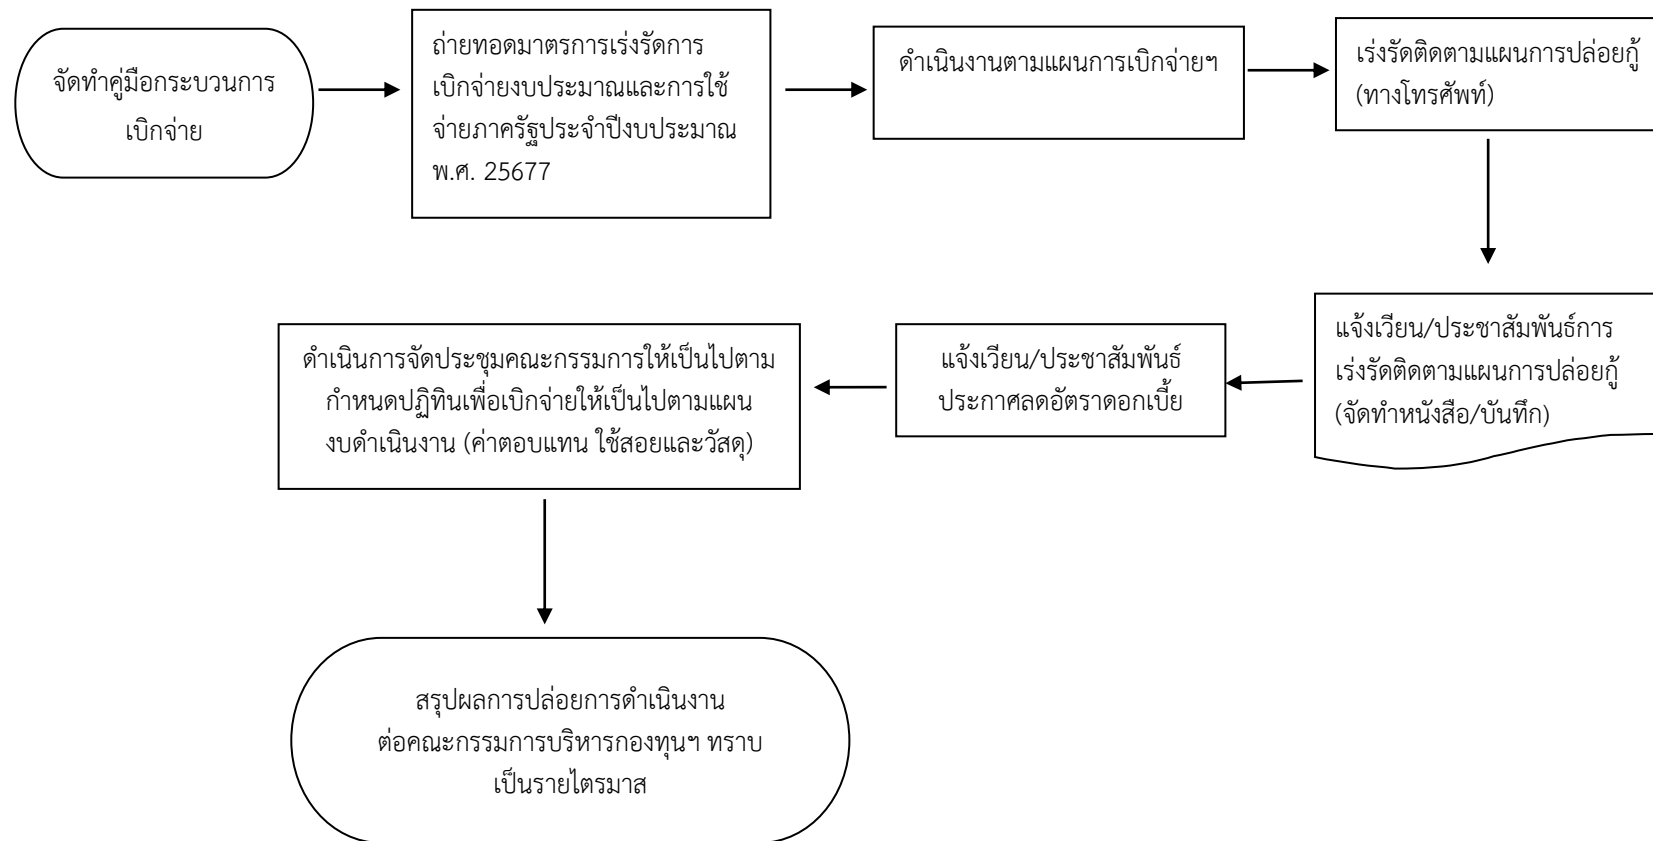 จัดทำคู่มือกระบวนการ
เบิกจ่าย
ถ่ายทอดมาตรการเร่งรัดการ
เบิกจ่ายงบประมาณและการใช้
จ่ายภาครัฐประจำปีงบประมาณ
พ.ศ. 25677
ดำเนินงานตามแผนการเบิกจ่ายฯ
เร่งรัดติดตามแผนการปล่อยกู้
(ทางโทรศัพท์)
แจ้งเวียน/ประชาสัมพันธ์การ
เร่งรัดติดตามแผนการปล่อยกู้
(จัดทำหนังสือ/บันทึก)
แจ้งเวียน/ประชาสัมพันธ์
ประกาศลดอัตราดอกเบี้ย
ดำเนินการจัดประชุมคณะกรรมการให้เป็นไปตาม
กำหนดปฏิทินเพื่อเบิกจ่ายให้เป็นไปตามแผน
งบดำเนินงาน (ค่าตอบแทน ใช้สอยและวัสดุ)
สรุปผลการปล่อยการดำเนินงาน
ต่อคณะกรรมการบริหารกองทุนฯ ทราบ
เป็นรายไตรมาส